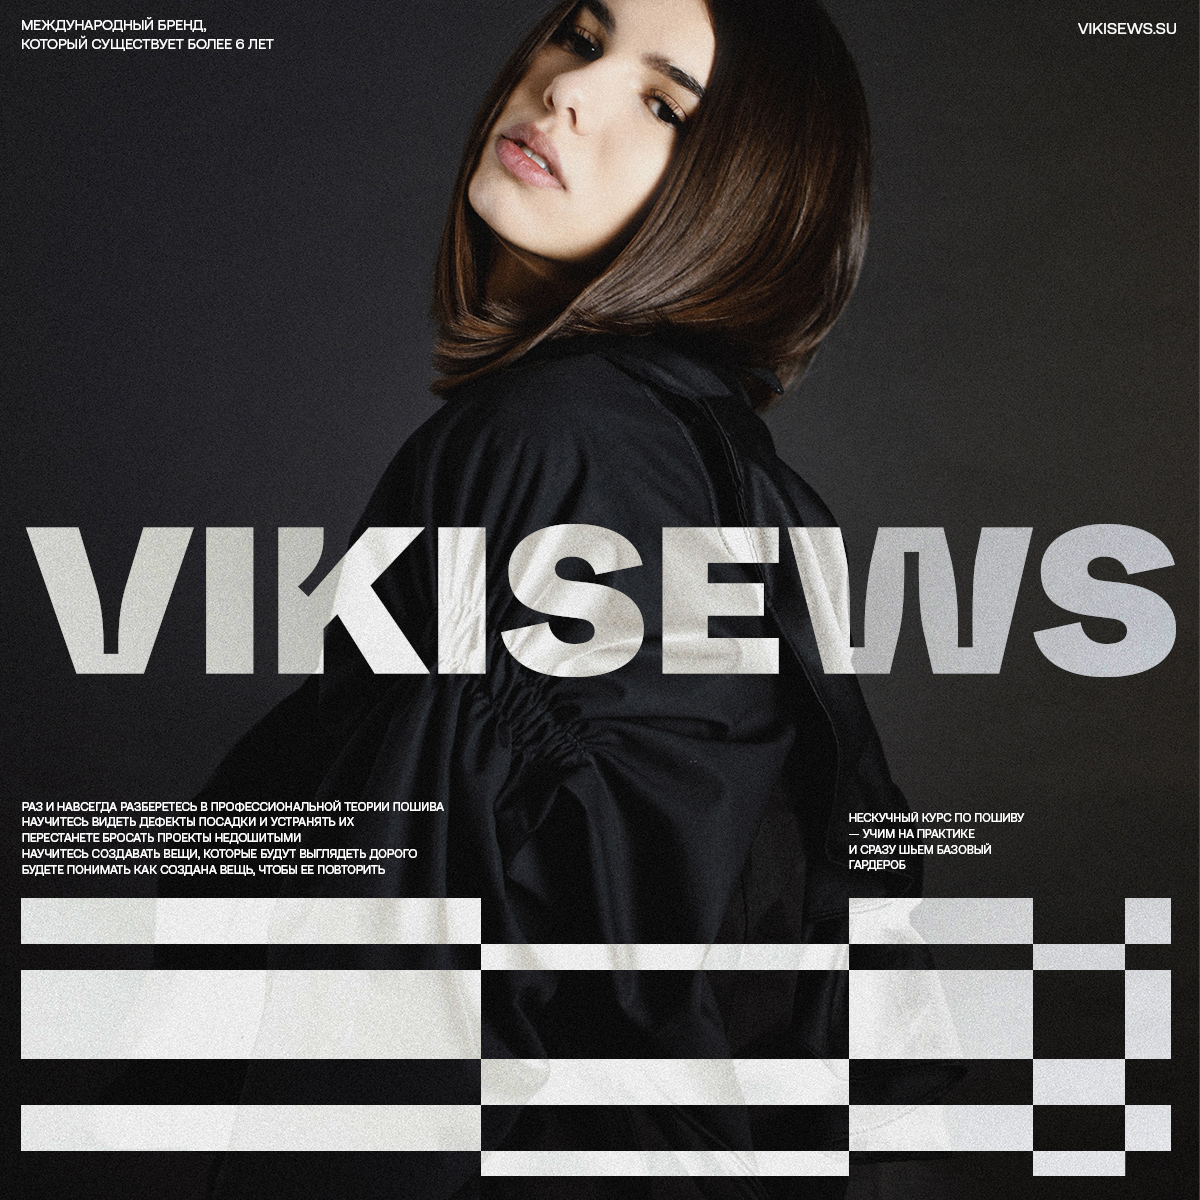 МЕЖДУНАРОДНЫЙ БРЕНД,
КОТОРЫЙ СУЩЕСТВУЕТ БОЛЕЕ 6 ЛЕТ
VIKISEWS.SU
VIKISEWS
РАЗ И НАВСЕГДА РАЗБЕРЕТЕСЬ В ПРОФЕССИОНАЛЬНОЙ ТЕОРИИ ПОШИВА
НАУЧИТЕСЬ ВИДЕТЬ ДЕФЕКТЫ ПОСАДКИ И УСТРАНЯТЬ ИХ
ПЕРЕСТАНЕТЕ БРОСАТЬ ПРОЕКТЫ НЕДОШИТЫМИ
НАУЧИТЕСЬ СОЗДАВАТЬ ВЕЩИ, КОТОРЫЕ БУДУТ ВЫГЛЯДЕТЬ ДОРОГО
БУДЕТЕ ПОНИМАТЬ КАК СОЗДАНА ВЕЩЬ, ЧТОБЫ ЕЕ ПОВТОРИТЬ
НЕСКУЧНЫЙ КУРС ПО ПОШИВУ
— УЧИМ НА ПРАКТИКЕ
И СРАЗУ ШЬЕМ БАЗОВЫЙ
ГАРДЕРОБ